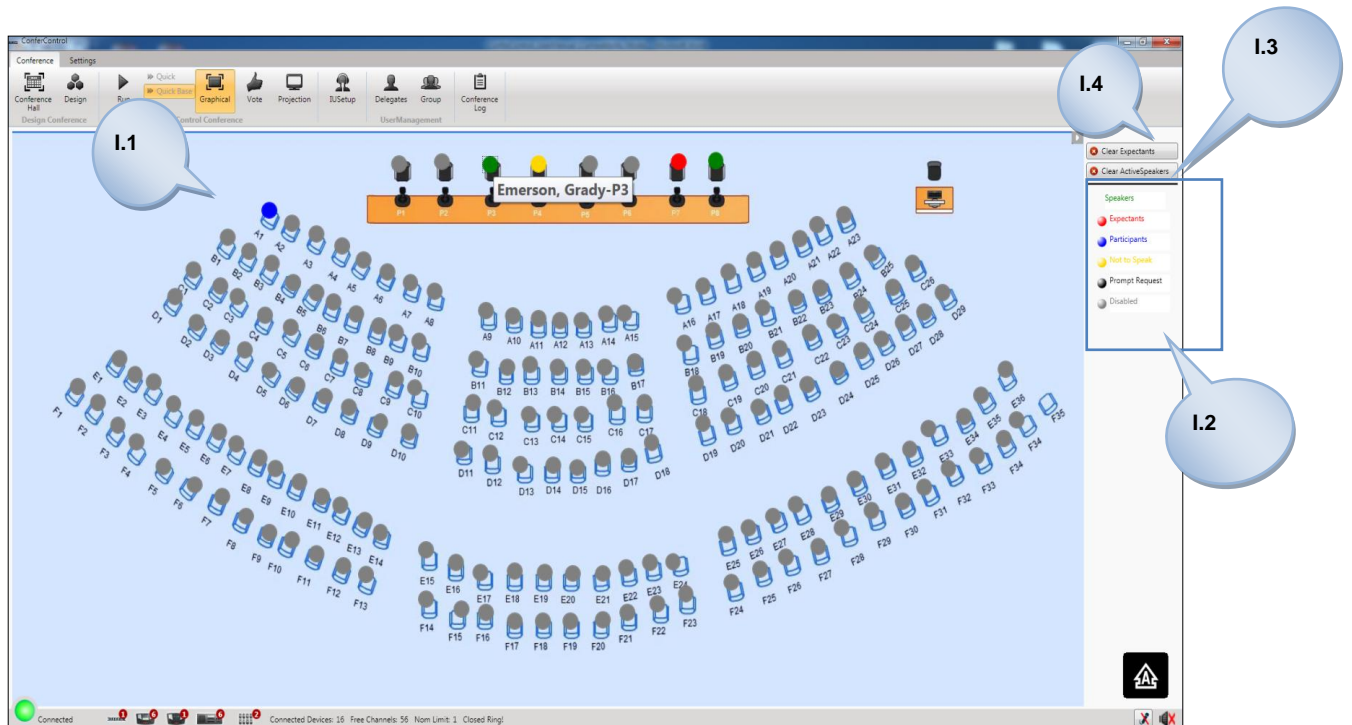 ConferControl
Conference Settings
Conference Hall
Design
Run
Quick
Quick Base
Graphical
Vote
Projection
IUSetup
Delegates
Group
Conference Log
Design Conference
Control Conference
UserManagement
I.1
I.4
I.3
I.2
Clear Expectants
Clear ActiveSpeakers
Speakers
Expectants
Participants
Not to Speak
Prompt Request
Disabled
Emerson, Grady-P3
P1 P2 P3 P4 P5 P6 P7 P8
A1 A2 A3 A4 A5 A6 A7 A8
B1 B2 B3 B4 B5 B6 B7 B8 B9 B10
C1 C2 C3 C4 C5 C6 C7 C8 C9 C10
D1 D2 D3 D4 D5 D6 D7 D8 D9 D10
A9 A10 A11 A12 A13 A14 A15
B11 B12 B13 B14 B15 B16 B17
C11 C12 C13 C14 C15 C16 C17
D11 D12 D13 D14 D15 D16 D17 D18
A16 A17 A18 A19 A20 A21 A22 A23
B18 B19 B20 B21 B22 B23 B24 B25
C18 C19 C20 C21 C22 C23 C24 C25 C26
D19 D20 D21 D22 D23 D24 D25 D26 D27 D28 D29
E1 E2 E3 E4 E5 E6 E7 E8 E9 E10 E11 E12 E13 E14
F1 F2 F3 F4 F5 F6 F7 F8 F9 F10 F11 F12 F13
E15 E16 E17 E18 E19 E20 E21 E22 E23 E24
F14 F15 F16 F17 F18 F19 F20 F21 F22 F23
E25 E26 E27 E28 E29 E30 E31 E32 E33 E34 E35 E36
F24 F25 F26 F27 F28 F29 F30 F31 F32 F33 F34 F34 F35
A
Connected
1 6 1 6 2
Connected Devices: 16 Free Channels: 56 Nom Limit: 1 Closed Ring!